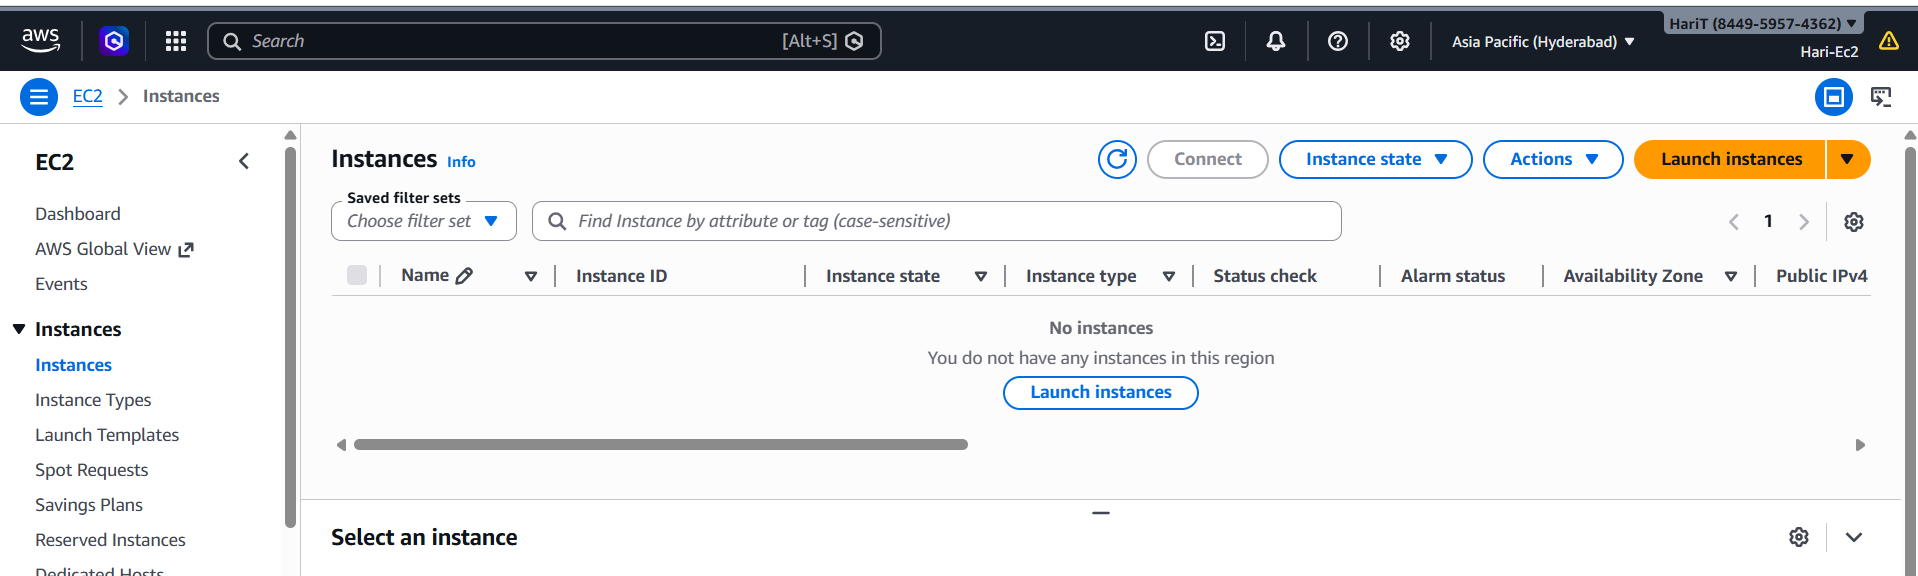 aws
Search [Alt+S]
Asia Pacific (Hyderabad)
HariT (8449-5957-4362)
Hari-Ec2
EC2 Instances
EC2
Dashboard
AWS Global View
Events
Instances
Instances
Instance Types
Launch Templates
Spot Requests
Savings Plans
Reserved Instances
Dedicated Hosts
Instances Info
Connect Instance state Actions Launch instances
Saved filter sets
Choose filter set
Find Instance by attribute or tag (case-sensitive)
1
Name Instance ID Instance state Instance type Status check Alarm status Availability Zone Public IPv4
No instances
You do not have any instances in this region
Launch instances
Select an instance